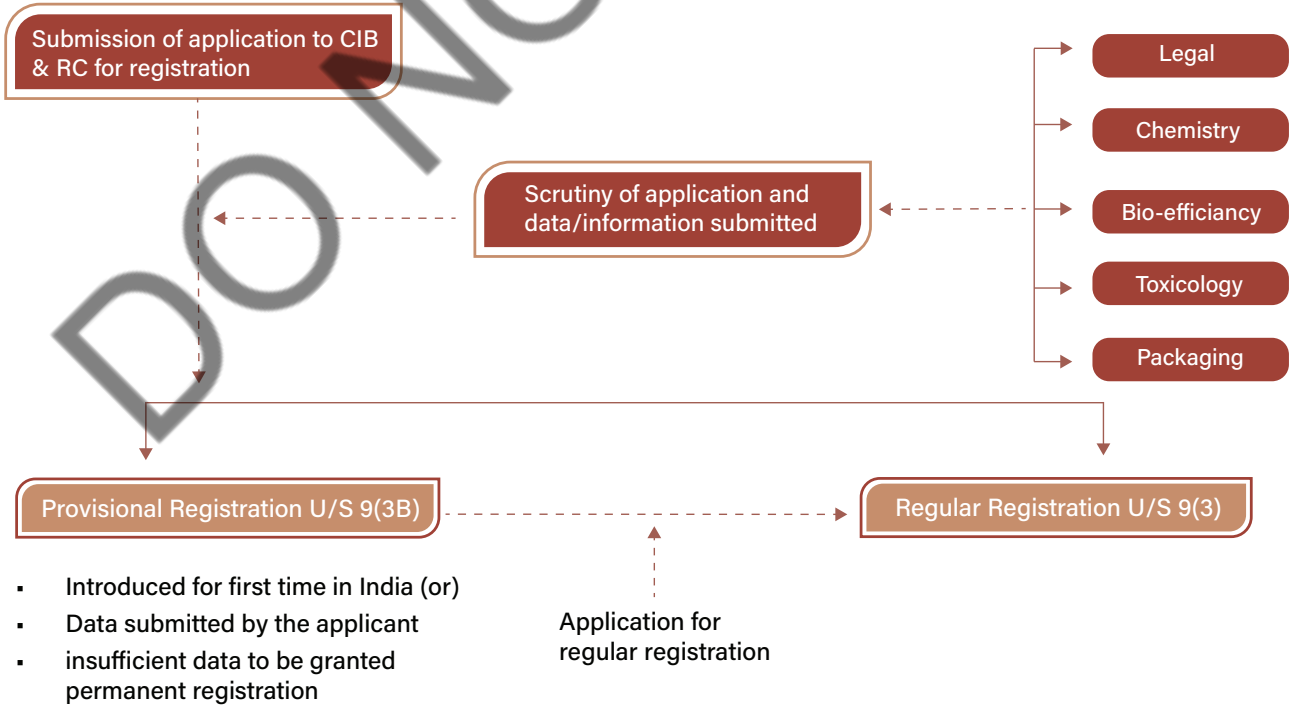 Submission of application to CIB
& RC for registration
Legal
Chemistry
Scrutiny of application and
data/information submitted
Bio-efficiancy
Toxicology
Packaging
Provisional Registration U/S 9(3B)
Regular Registration U/S 9(3)
▪ Introduced for first time in India (or)
▪ Data submitted by the applicant
▪ insufficient data to be granted
permanent registration
Application for
regular registration
DO NO